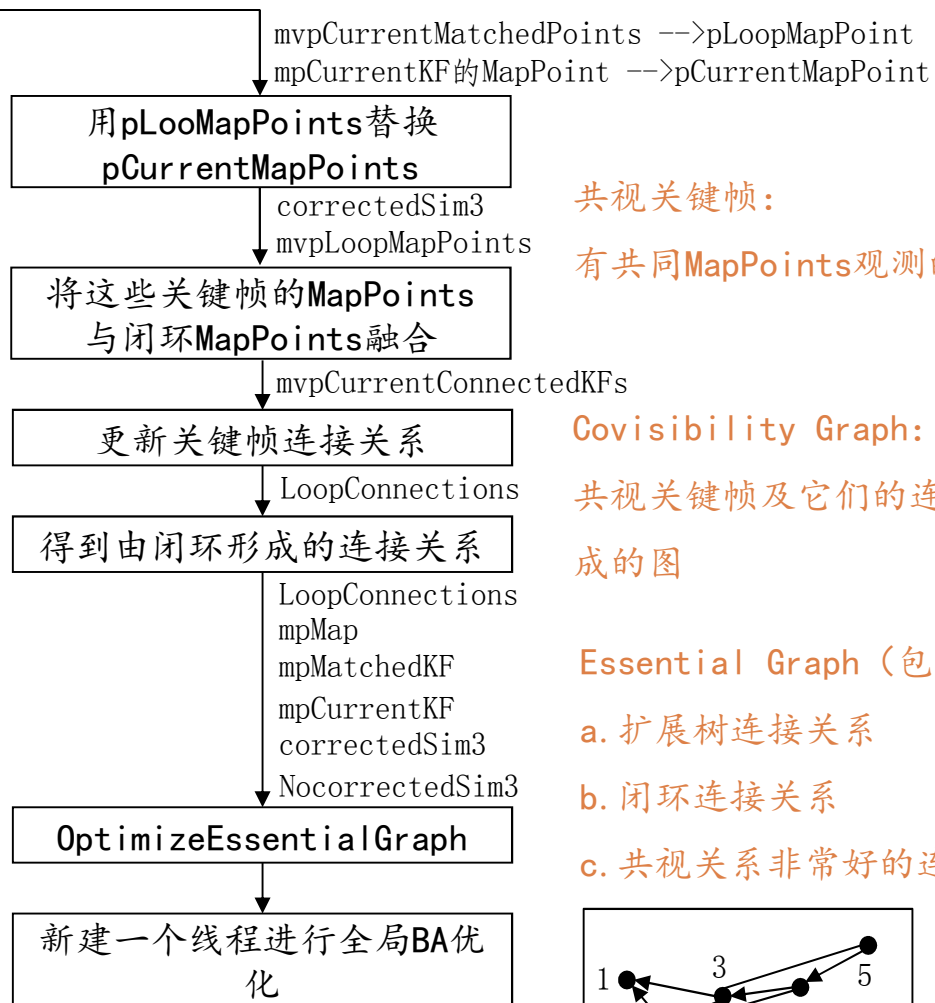 mvpCurrentMatchedPoints -->pLoopMapPoint
mpCurrentKF的MapPoint -->pCurrentMapPoint
用pLooMapPoints替换
pCurrentMapPoints
correctedSim3
mvpLoopMapPoints
将这些关键帧的MapPoints
与闭环MapPoints融合
mvpCurrentConnectedKFs
更新关键帧连接关系
LoopConnections
得到由闭环形成的连接关系
LoopConnections
mpMap
mpMatchedKF
mpCurrentKF
correctedSim3
NocorrectedSim3
OptimizeEssentialGraph
新建一个线程进行全局BA优
化
共视关键帧：
有共同MapPoints观测
Covisibility Graph：
共视关键帧及它们的连
成的图
Essential Graph（包
a.扩展树连接关系
b.闭环连接关系
c.共视关系非常好的连
1
3
5